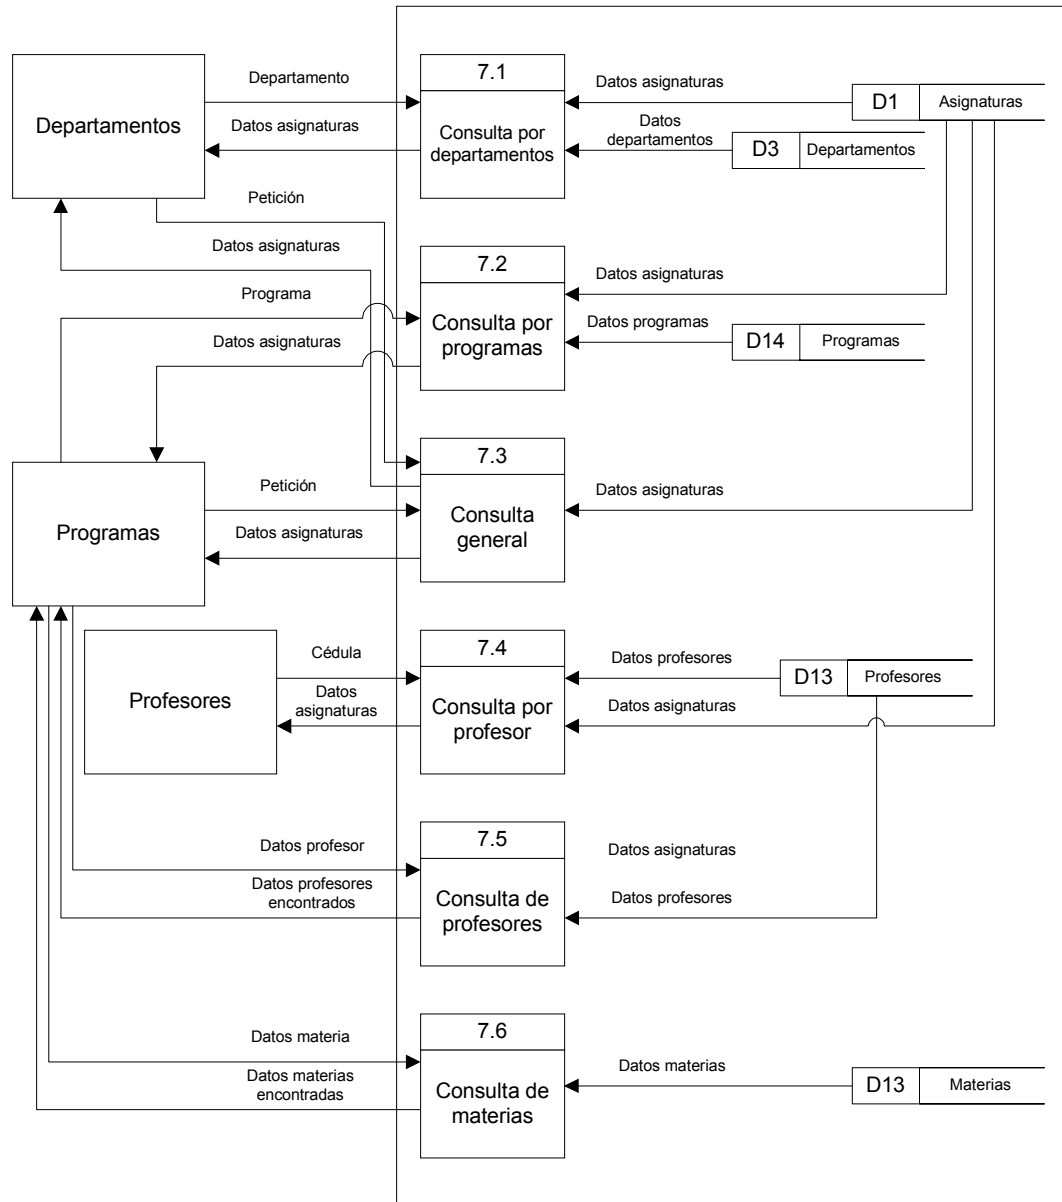 7.1
Departamento
Datos asignaturas
D1
Asignaturas
Departamentos
Datos asignaturas
Consulta por
departamentos
Datos
departamentos
D3
Departamentos
Petición
Datos asignaturas
7.2
Datos asignaturas
Programa
Consulta por
programas
Datos programas
D14
Programas
Datos asignaturas
7.3
Petición
Datos asignaturas
Programas
Consulta
general
Datos asignaturas
7.4
Cédula
Datos profesores
D13
Profesores
Profesores
Datos
asignaturas
Consulta por
profesor
Datos asignaturas
7.5
Datos profesor
Datos asignaturas
Datos profesores
encontrados
Consulta de
profesores
Datos profesores
7.6
Datos materia
Datos materias
D13
Materias
Datos materias
encontradas
Consulta de
materias